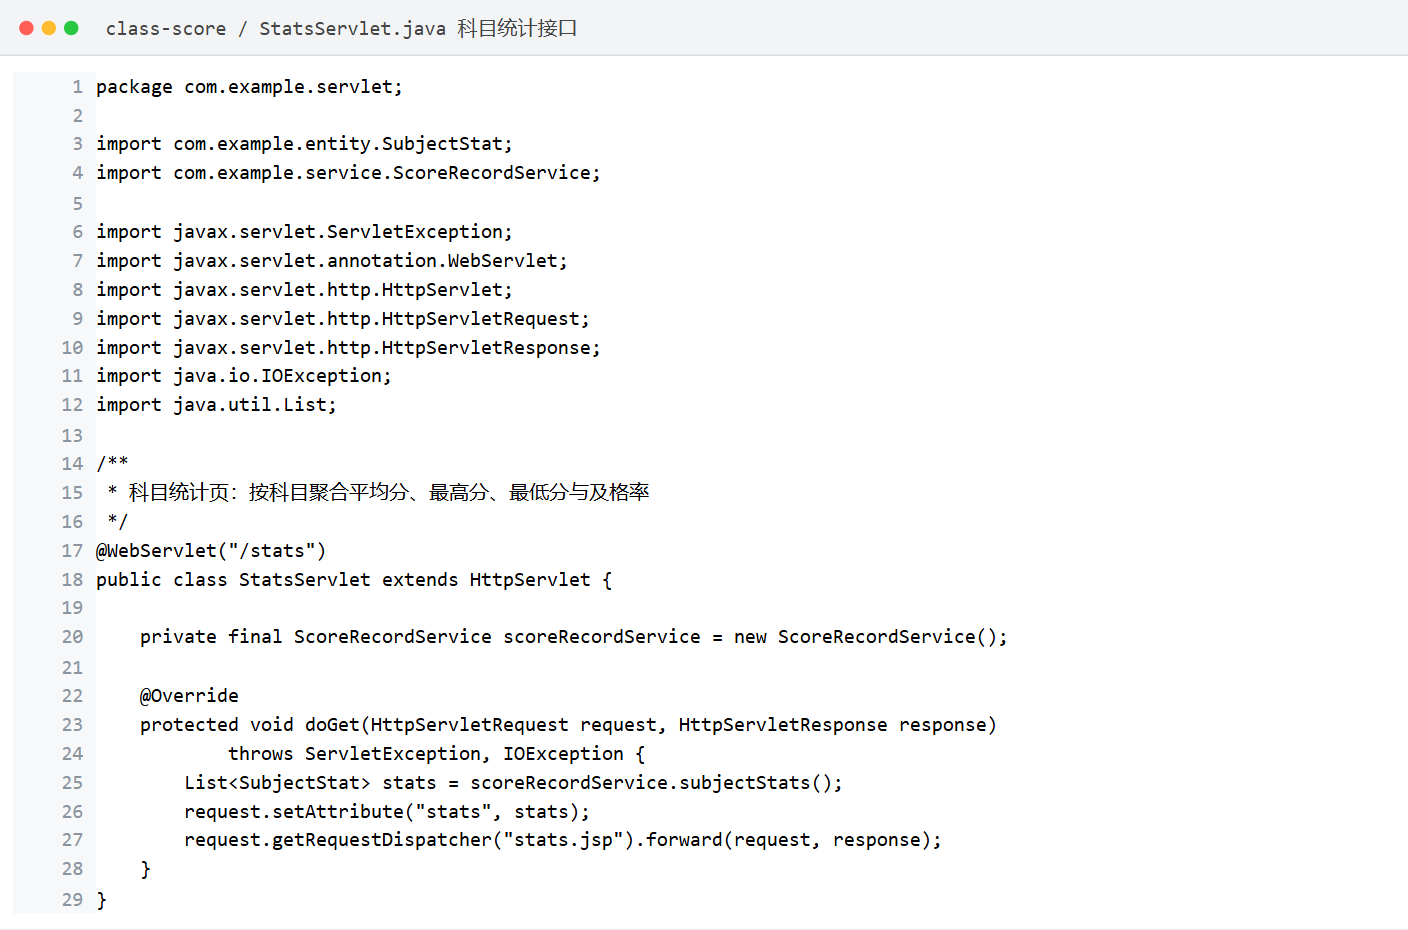 class-score / StatsServlet.java 科目统计接口
1 package com.example.servlet;
2
3 import com.example.entity.SubjectStat;
4 import com.example.service.ScoreRecordService;
5
6 import javax.servlet.ServletException;
7 import javax.servlet.annotation.WebServlet;
8 import javax.servlet.http.HttpServlet;
9 import javax.servlet.http.HttpServletRequest;
10 import javax.servlet.http.HttpServletResponse;
11 import java.io.IOException;
12 import java.util.List;
13
14 /**
15  * 科目统计页：按科目聚合平均分、最高分、最低分与及格率
16  */
17 @WebServlet("/stats")
18 public class StatsServlet extends HttpServlet {
19
20     private final ScoreRecordService scoreRecordService = new ScoreRecordService();
21
22     @Override
23     protected void doGet(HttpServletRequest request, HttpServletResponse response)
24             throws ServletException, IOException {
25         List<SubjectStat> stats = scoreRecordService.subjectStats();
26         request.setAttribute("stats", stats);
27         request.getRequestDispatcher("stats.jsp").forward(request, response);
28     }
29 }